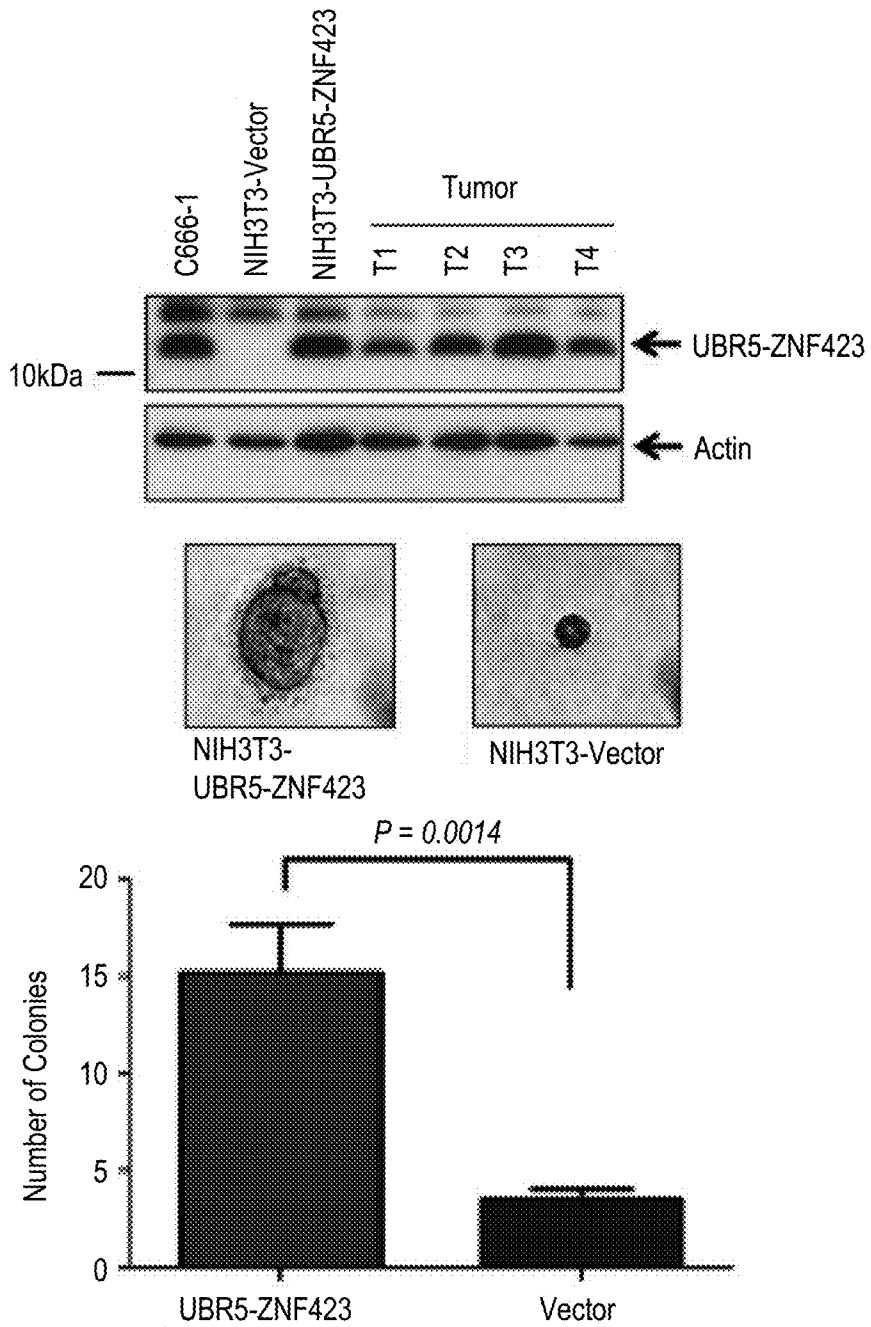 C666-1
NIH3T3-Vector
NIH3T3-UBR5-ZNF423
Tumor
T1
T2
T3
T4
UBR5-ZNF423
10kDa
Actin
NIH3T3-
UBR5-ZNF423
NIH3T3-Vector
P = 0.0014
Number of Colonies
20
15
10
5
0
UBR5-ZNF423
Vector